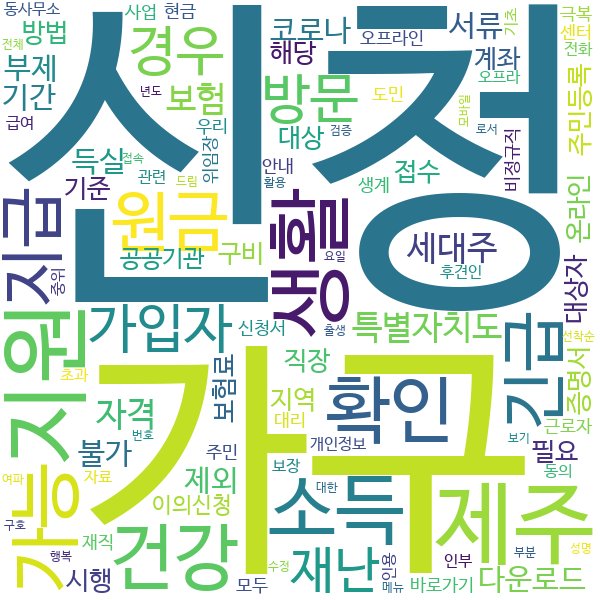 동사무소
사업
현금
전체
방법
경우
부제
기간
급여
년도
보험
우리
득실
접속
위임장
기준
관련
드림
신청
코로나
오프라인
해당
방문
도민
대상
검증
안내
활용
생계
접수
서류
계좌
오프라
기초
극복
센터
전화
모바일
로서
비정규직
주민등록
온라인
지급
중위
원금
공공기관
구비
생활
요일
세대주
후견인
대상자
지원
가입자
신청서
출생
특별자치도
긴급
선착순
증명서
가구
초과
자격
번호
보험료
직장
지역
대리
확인
개인정보
보기
근로자
불가
주민
필요
가능
여파
자료
제외
보장
소득
제주
동의
구호
이의신청
대한
건강
행복
재직
시행
모두
수정
재난
메인용
메뉴
인부
바로가기
부분
다운로드
성명